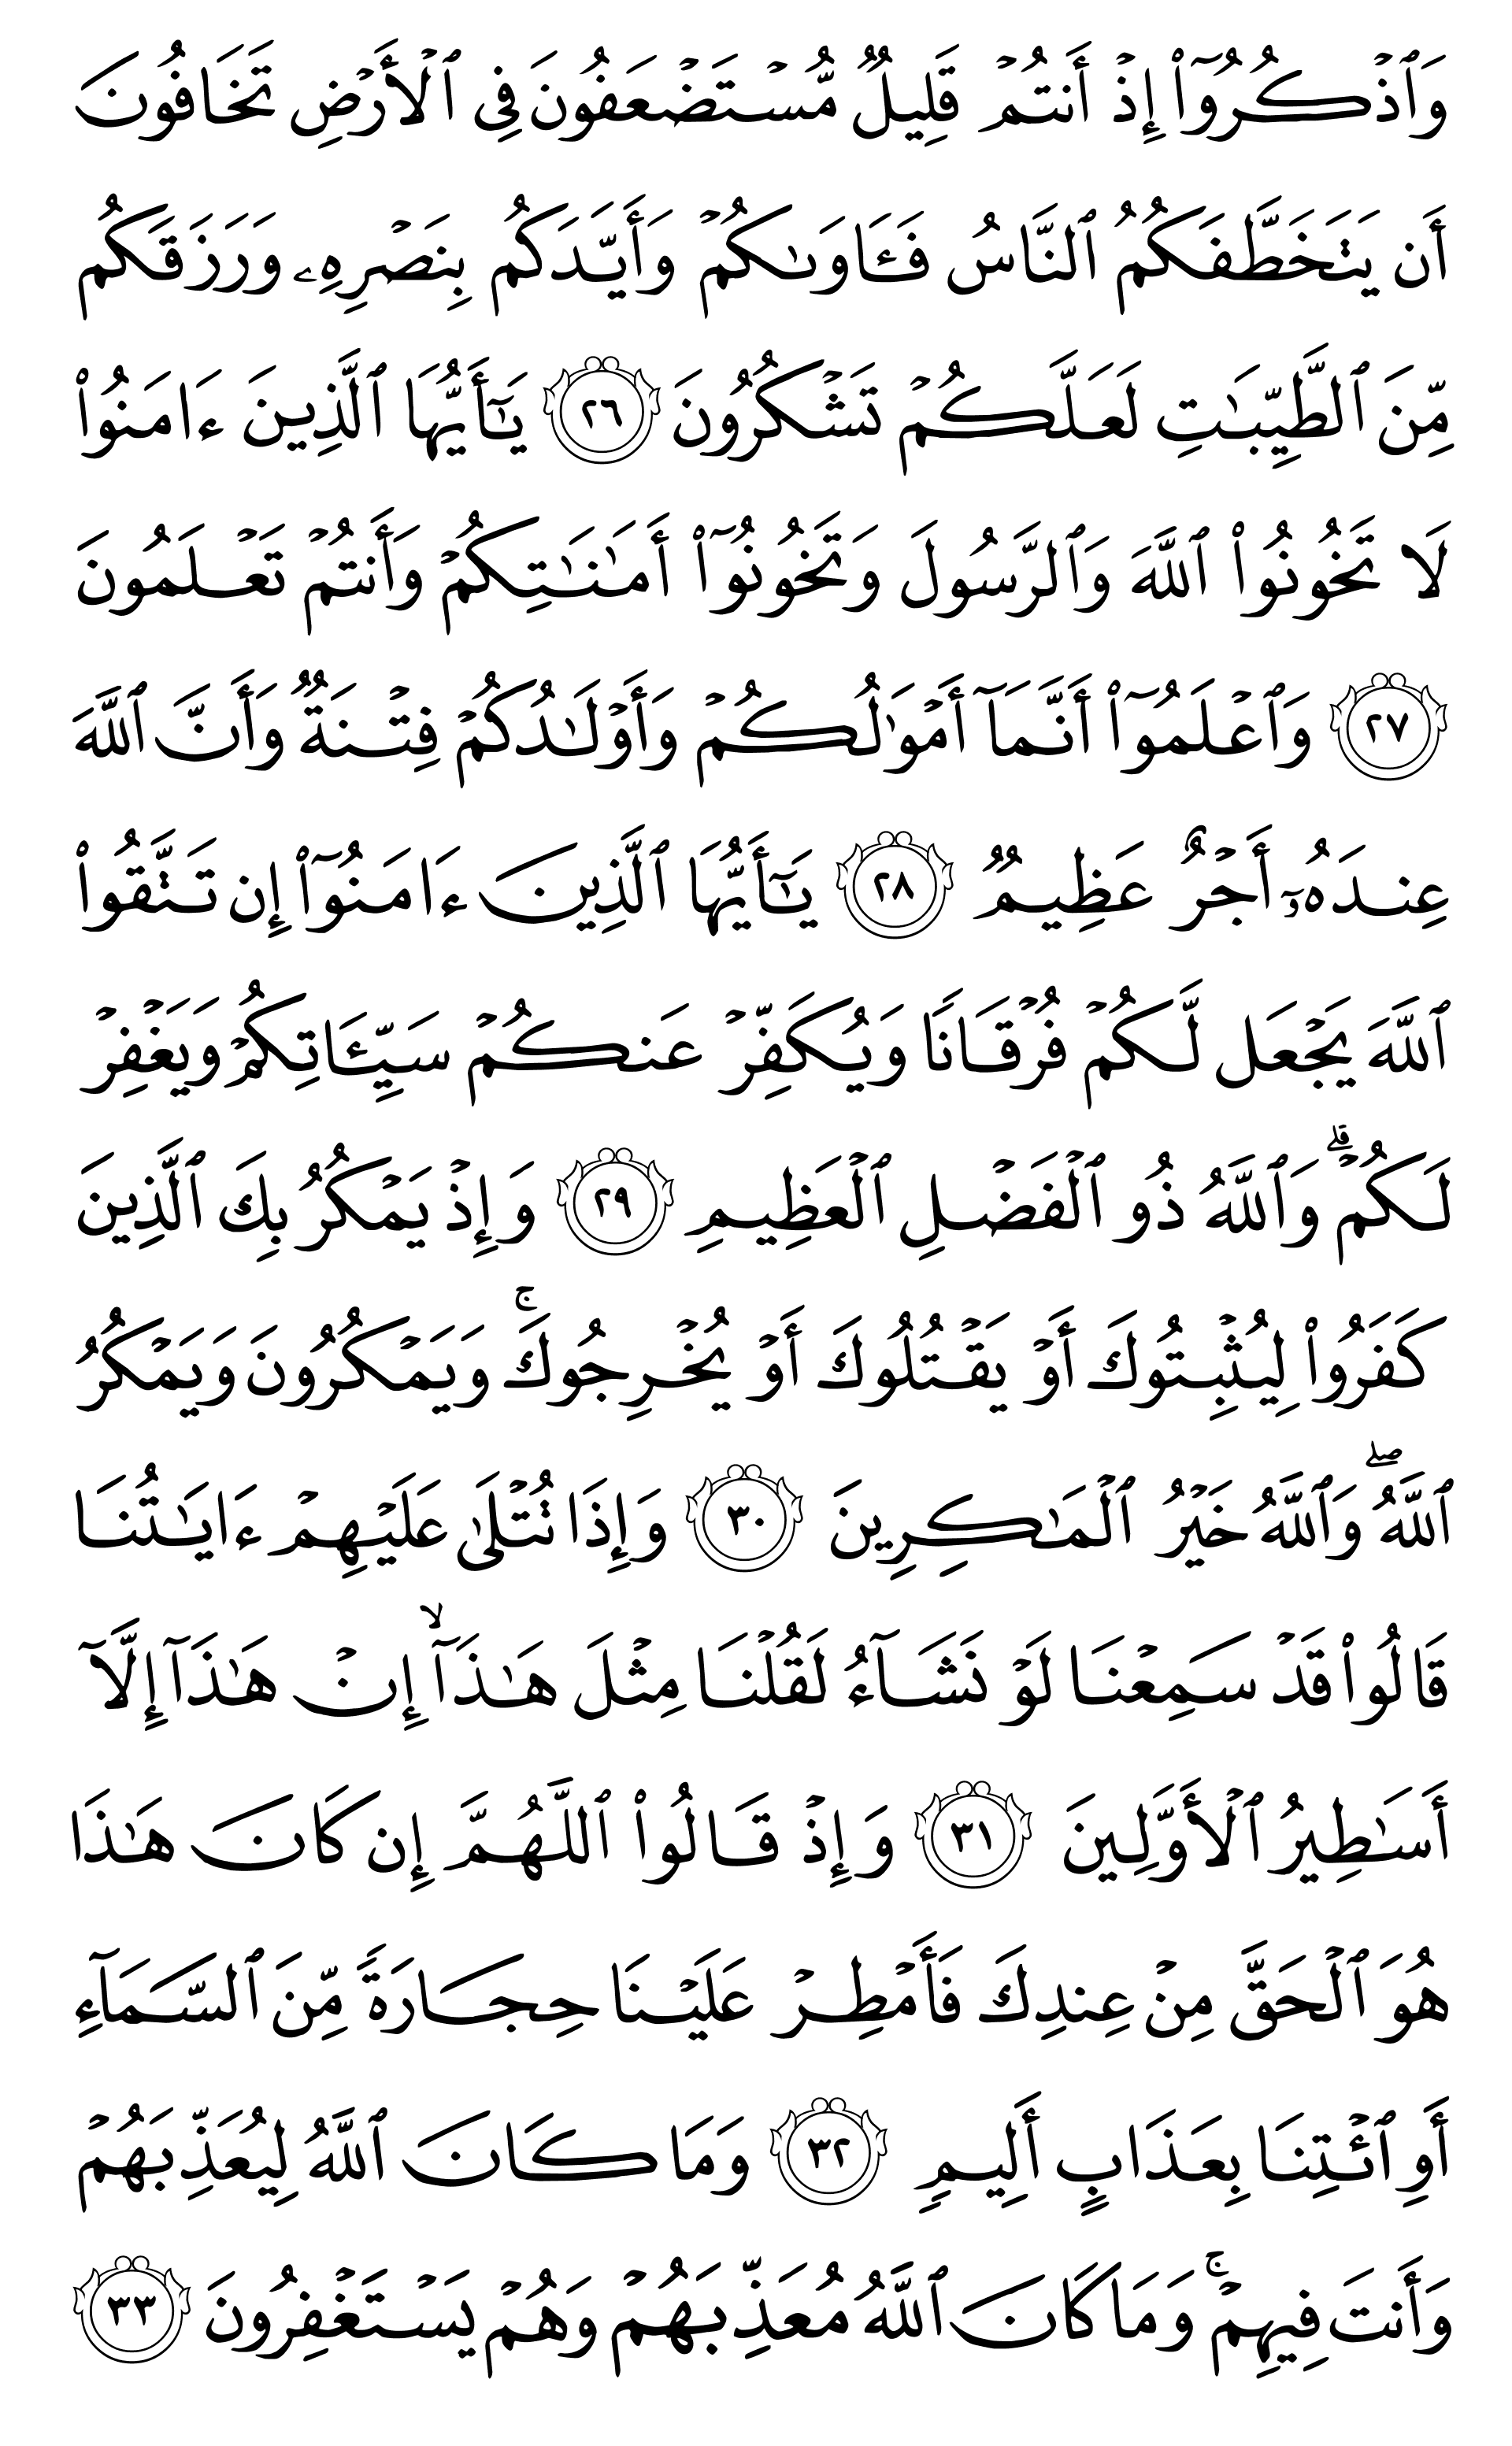 وَٱذۡكُرُوٓاْ إِذۡ أَنتُمۡ قَلِيلٞ مُّسۡتَضۡعَفُونَ فِي ٱلۡأَرۡضِ تَخَافُونَ
أَن يَتَخَطَّفَكُمُ ٱلنَّاسُ فَـَٔاوَىٰكُمۡ وَأَيَّدَكُم بِنَصۡرِهِۦ وَرَزَقَكُم
مِّنَ ٱلطَّيِّبَٰتِ لَعَلَّكُمۡ تَشۡكُرُونَ ٢٦ يَٰٓأَيُّهَا ٱلَّذِينَ ءَامَنُواْ
لَا تَخُونُواْ ٱللَّهَ وَٱلرَّسُولَ وَتَخُونُوٓاْ أَمَٰنَٰتِكُمۡ وَأَنتُمۡ تَعۡلَمُونَ
٢٧ وَٱعۡلَمُوٓاْ أَنَّمَآ أَمۡوَٰلُكُمۡ وَأَوۡلَٰدُكُمۡ فِتۡنَةٞ وَأَنَّ ٱللَّهَ
عِندَهُۥٓ أَجۡرٌ عَظِيمٞ ٢٨ يَٰٓأَيُّهَا ٱلَّذِينَ ءَامَنُوٓاْ إِن تَتَّقُواْ
ٱللَّهَ يَجۡعَل لَّكُمۡ فُرۡقَانٗا وَيُكَفِّرۡ عَنكُمۡ سَيِّـَٔاتِكُمۡ وَيَغۡفِرۡ
لَكُمۡۗ وَٱللَّهُ ذُو ٱلۡفَضۡلِ ٱلۡعَظِيمِ ٢٩ وَإِذۡ يَمۡكُرُ بِكَ ٱلَّذِينَ
كَفَرُواْ لِيُثۡبِتُوكَ أَوۡ يَقۡتُلُوكَ أَوۡ يُخۡرِجُوكَۚ وَيَمۡكُرُونَ وَيَمۡكُرُ
ٱللَّهُۖ وَٱللَّهُ خَيۡرُ ٱلۡمَٰكِرِينَ ٣٠ وَإِذَا تُتۡلَىٰ عَلَيۡهِمۡ ءَايَٰتُنَا
قَالُواْ قَدۡ سَمِعۡنَا لَوۡ نَشَآءُ لَقُلۡنَا مِثۡلَ هَٰذَآۙ إِنۡ هَٰذَآ إِلَّآ
أَسَٰطِيرُ ٱلۡأَوَّلِينَ ٣١ وَإِذۡ قَالُواْ ٱللَّهُمَّ إِن كَانَ هَٰذَا
هُوَ ٱلۡحَقَّ مِنۡ عِندِكَ فَأَمۡطِرۡ عَلَيۡنَا حِجَارَةٗ مِّنَ ٱلسَّمَآءِ
أَوِ ٱئۡتِنَا بِعَذَابٍ أَلِيمٖ ٣٢ وَمَا كَانَ ٱللَّهُ لِيُعَذِّبَهُمۡ
وَأَنتَ فِيهِمۡۚ وَمَا كَانَ ٱللَّهُ مُعَذِّبَهُمۡ وَهُمۡ يَسۡتَغۡفِرُونَ ٣٣